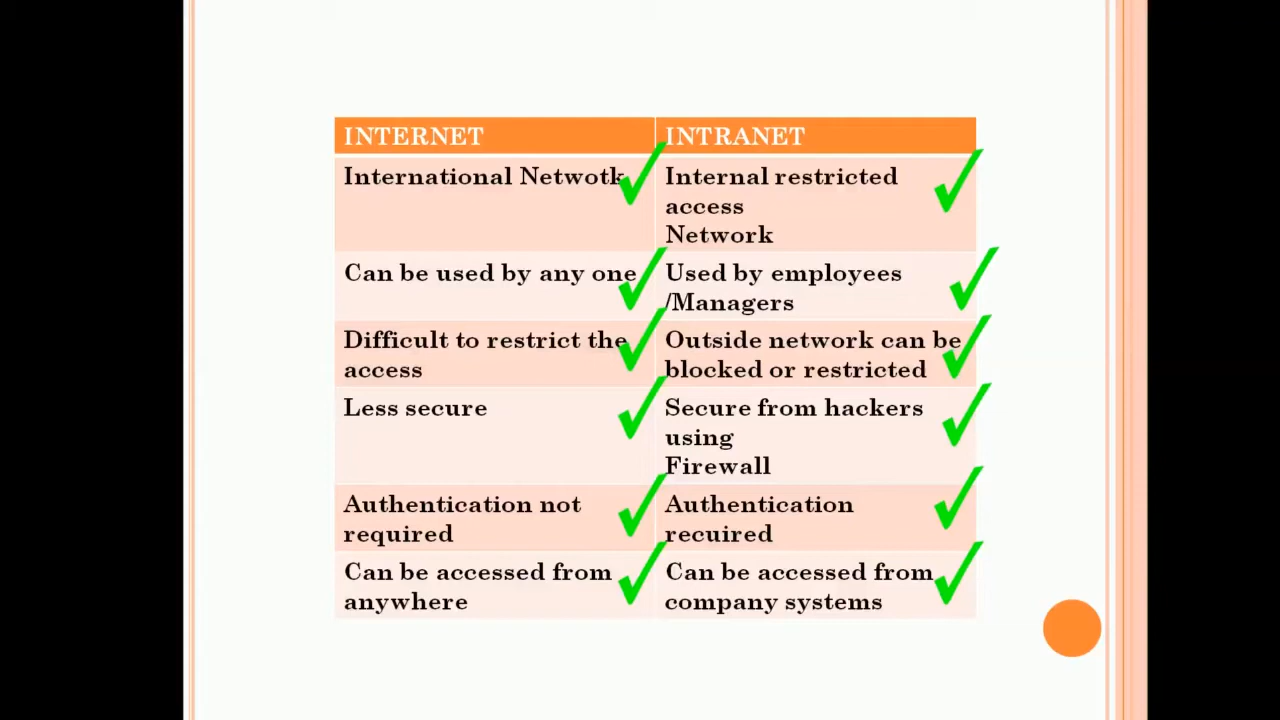 INTERNET
INTRANET
International Netwotk
Internal restricted
access
Network
Can be used by any one
Used by employees
/Managers
Difficult to restrict the
access
Outside network can be
blocked or restricted
Less secure
Secure from hackers
using
Firewall
Authentication not
required
Authentication
recuired
Can be accessed from
anywhere
Can be accessed from
company systems